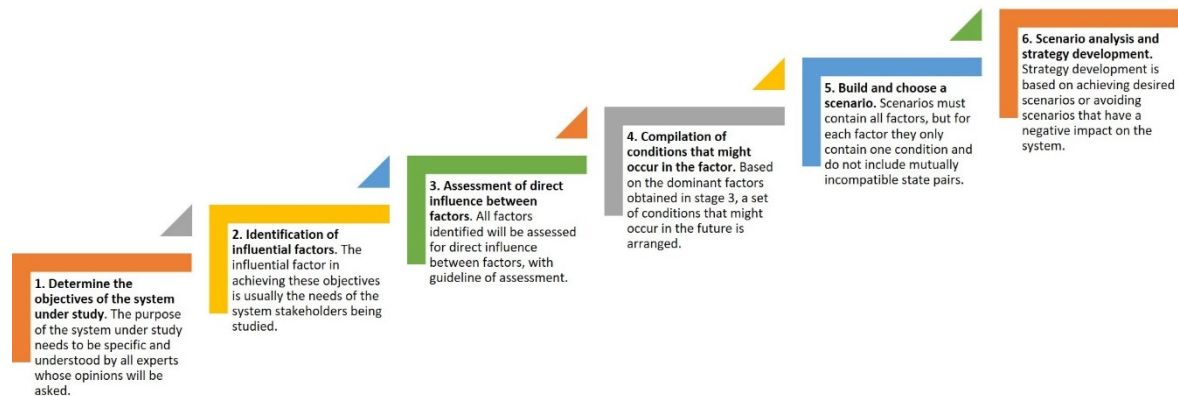 1. Determine the
objectives of the system
under study. The purpose
of the system under study
needs to be specific and
understood by all experts
whose opinions will be
asked.
2. Identification of
influential factors. The
influential factor in
achieving these objectives
is usually the needs of the
system stakeholders being
studied.
3. Assessment of direct
influence between
factors. All factors
identified will be assessed
for direct influence
between factors, with
guideline of assessment.
4. Compilation of
conditions that might
occur in the factor. Based
on the dominant factors
obtained in stage 3, a set
of conditions that might
occur in the future is
arranged.
5. Build and choose a
scenario. Scenarios must
contain all factors, but for
each factor they only
contain one condition and
do not include mutually
incompatible state pairs.
6. Scenario analysis and
strategy development.
Strategy development is
based on achieving desired
scenarios or avoiding
scenarios that have a
negative impact on the
system.